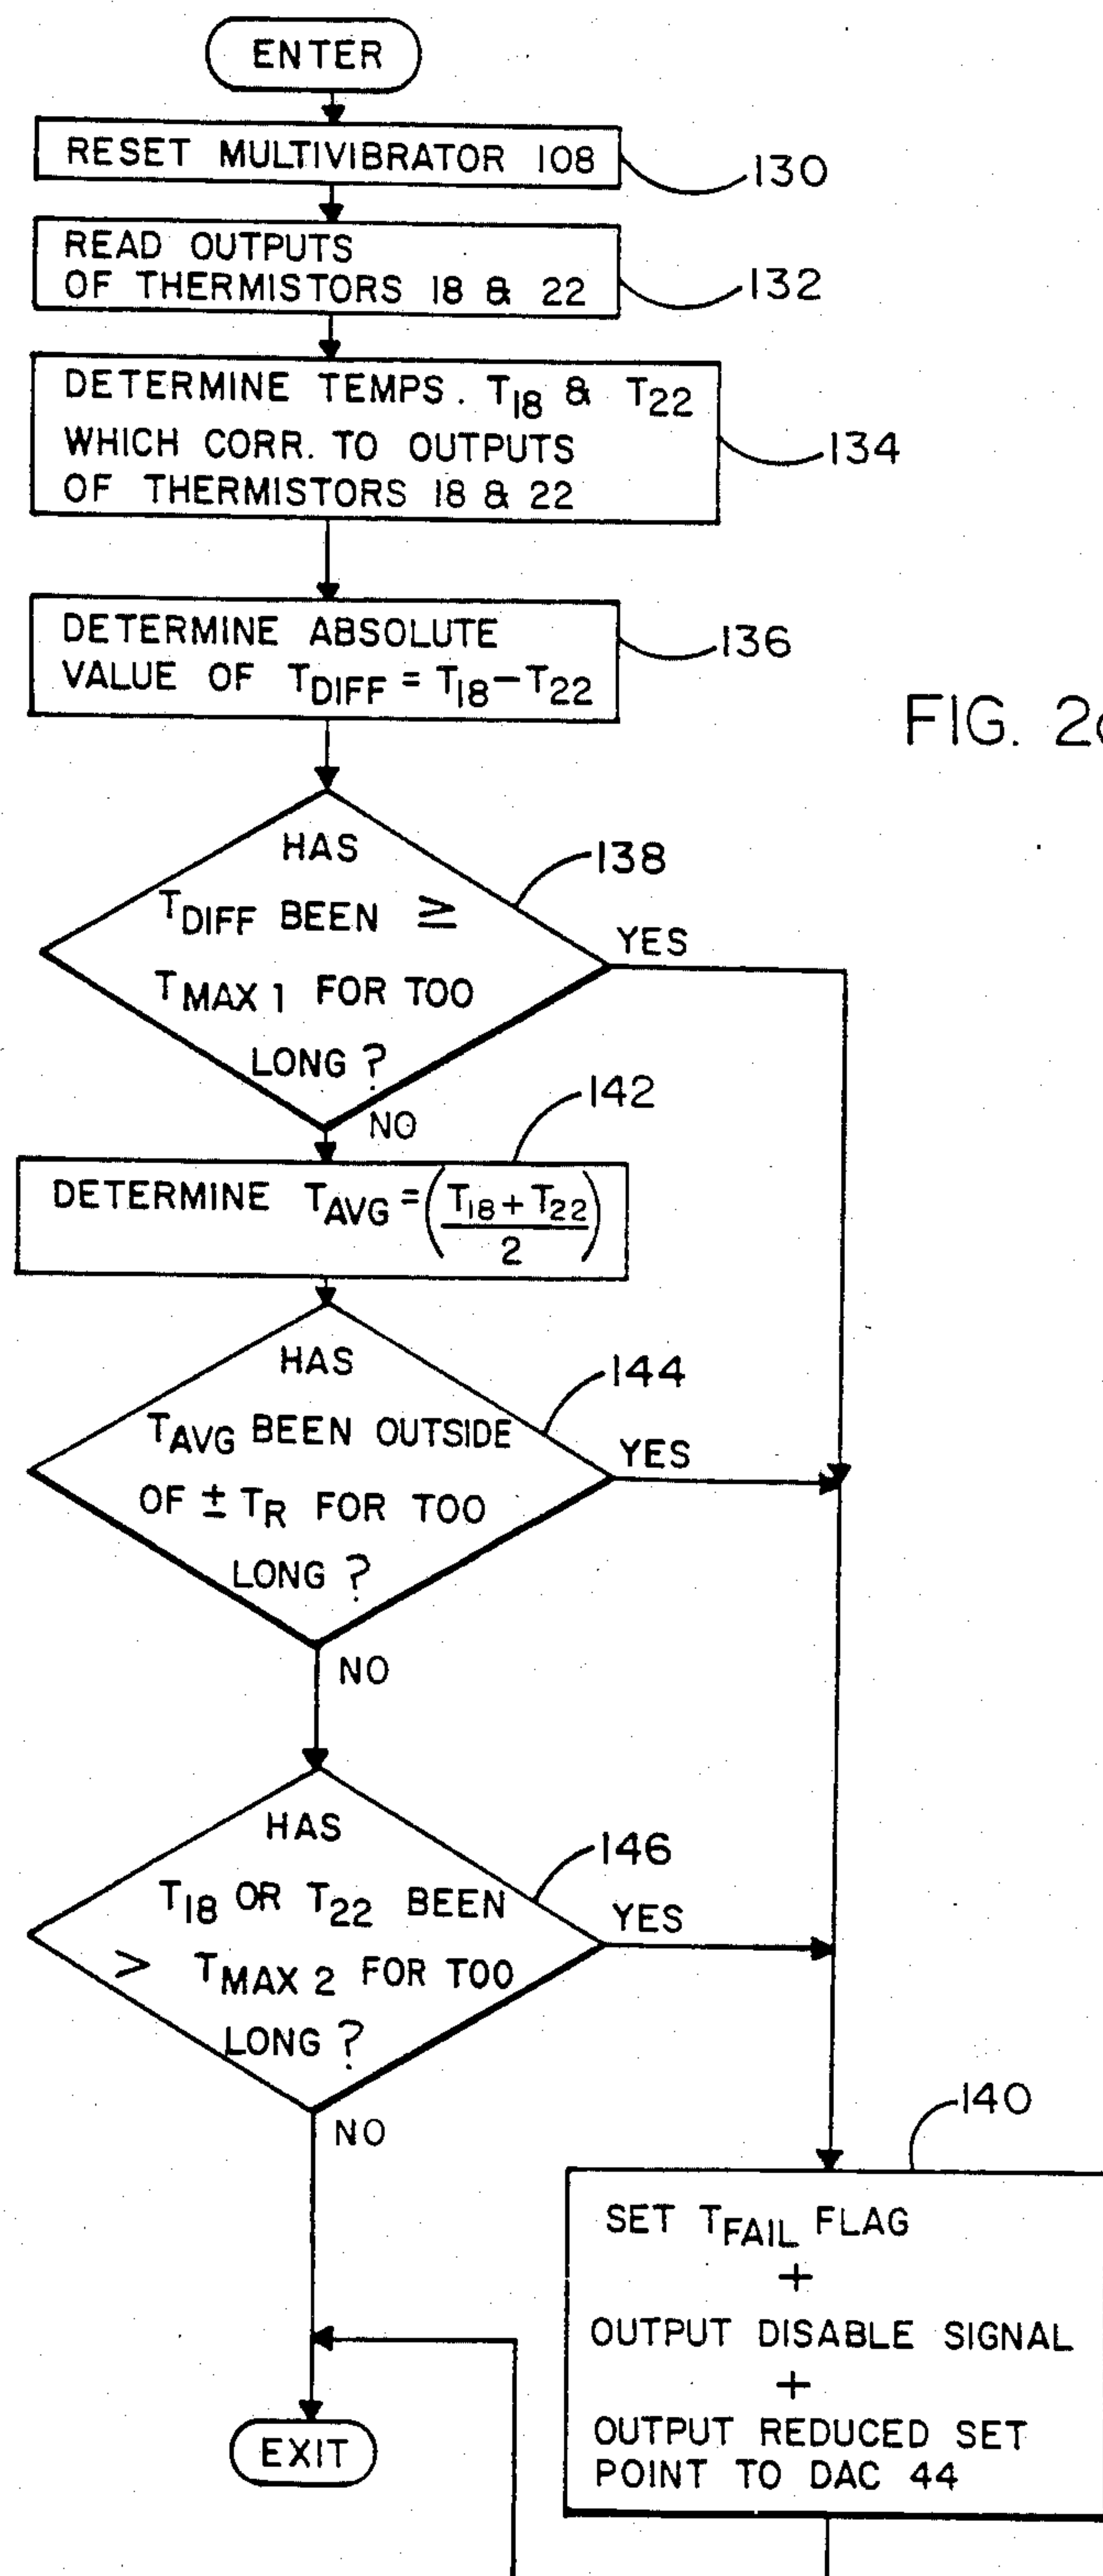 ENTER
RESET MULTIVIBRATOR 108
130
READ OUTPUTS
OF THERMISTORS 18 & 22
132
DETERMINE TEMPS. T18 & T22
WHICH CORR. TO OUTPUTS
OF THERMISTORS 18 & 22
134
DETERMINE ABSOLUTE
VALUE OF TDIFF = T18-T22
136
FIG. 2
HAS
TDIFF BEEN ≥
TMAX 1 FOR TOO
LONG ?
138
YES
NO
142
DETERMINE TAVG = (T18 + T22 / 2)
HAS
TAVG BEEN OUTSIDE
OF ± TR FOR TOO
LONG ?
144
YES
NO
HAS
T18 OR T22 BEEN
> TMAX 2 FOR TOO
LONG ?
146
YES
NO
140
SET TFAIL FLAG
+
OUTPUT DISABLE SIGNAL
+
OUTPUT REDUCED SET
POINT TO DAC 44
EXIT